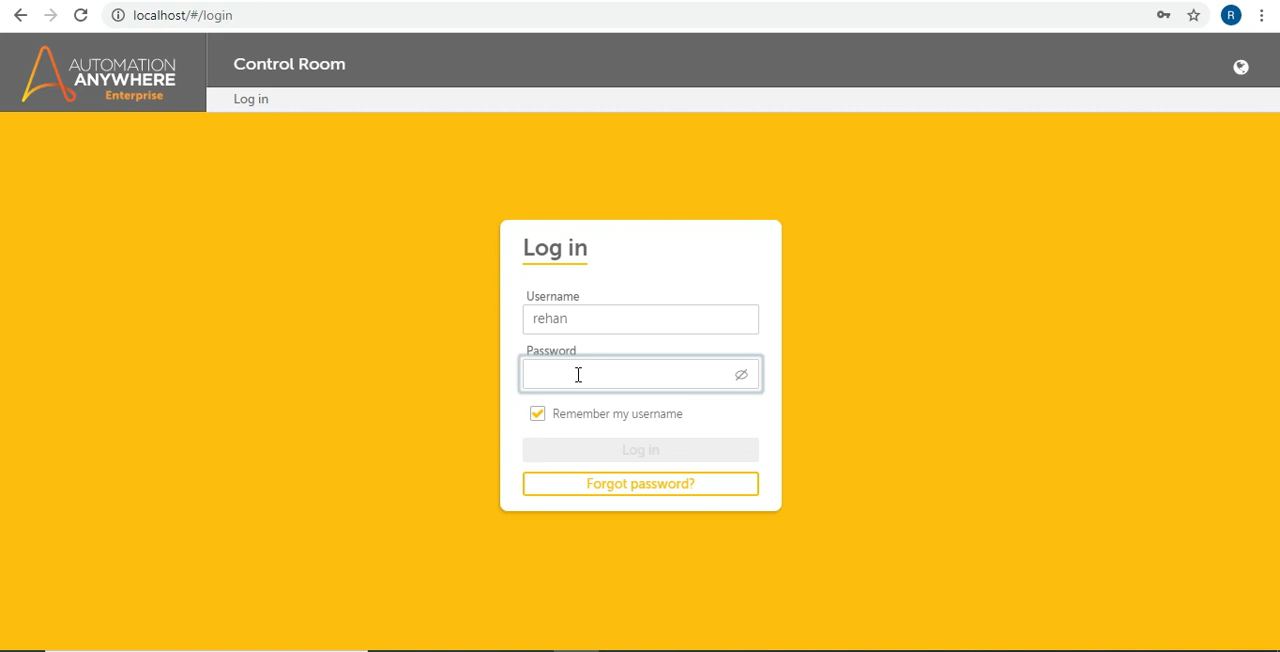 localhost/#/login
R
AUTOMATION
ANYWHERE
Enterprise
Control Room
Log in
Log in
Username
rehan
Password
Remember my username
Log in
Forgot password?